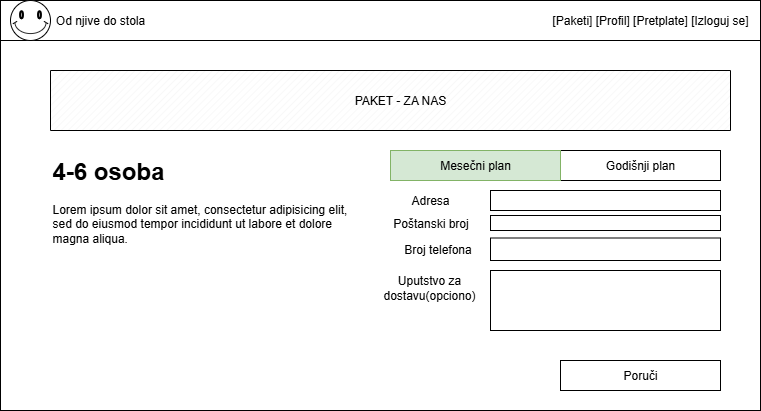 Od njive do stola
[Paketi] [Profil] [Pretplate] [Izloguj se]
PAKET - ZA NAS
4-6 osoba
Lorem ipsum dolor sit amet, consectetur adipisicing elit,
sed do eiusmod tempor incididunt ut labore et dolore
magna aliqua.
Mesečni plan
Godišnji plan
Adresa
Poštanski broj
Broj telefona
Uputstvo za
dostavu(opciono)
Poruči